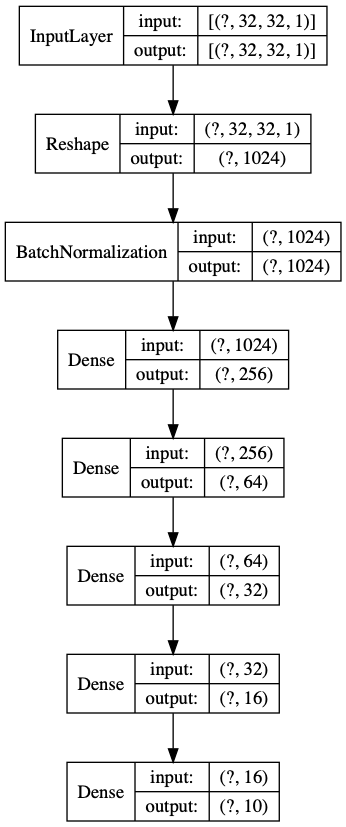 InputLayer input: [(?, 32, 32, 1)]
output: [(?, 32, 32, 1)]
Reshape input: (?, 32, 32, 1)
output: (?, 1024)
BatchNormalization input: (?, 1024)
output: (?, 1024)
Dense input: (?, 1024)
output: (?, 256)
Dense input: (?, 256)
output: (?, 64)
Dense input: (?, 64)
output: (?, 32)
Dense input: (?, 32)
output: (?, 16)
Dense input: (?, 16)
output: (?, 10)